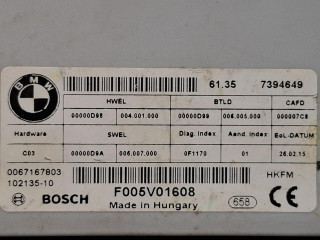 BMW
61.35 7394649
HWEL BTLD CAFD
00000D98 004.001.000 00000D99 006.005.000 000007C8
Hardware SWEL Diag. Index Aend. Index EoL.-DATUM
C03 00000D9A 006.007.000 0F1170 01 26.02.15
0067167803 HKFM
102135-10
BOSCH F005V01608 658
Made in Hungary